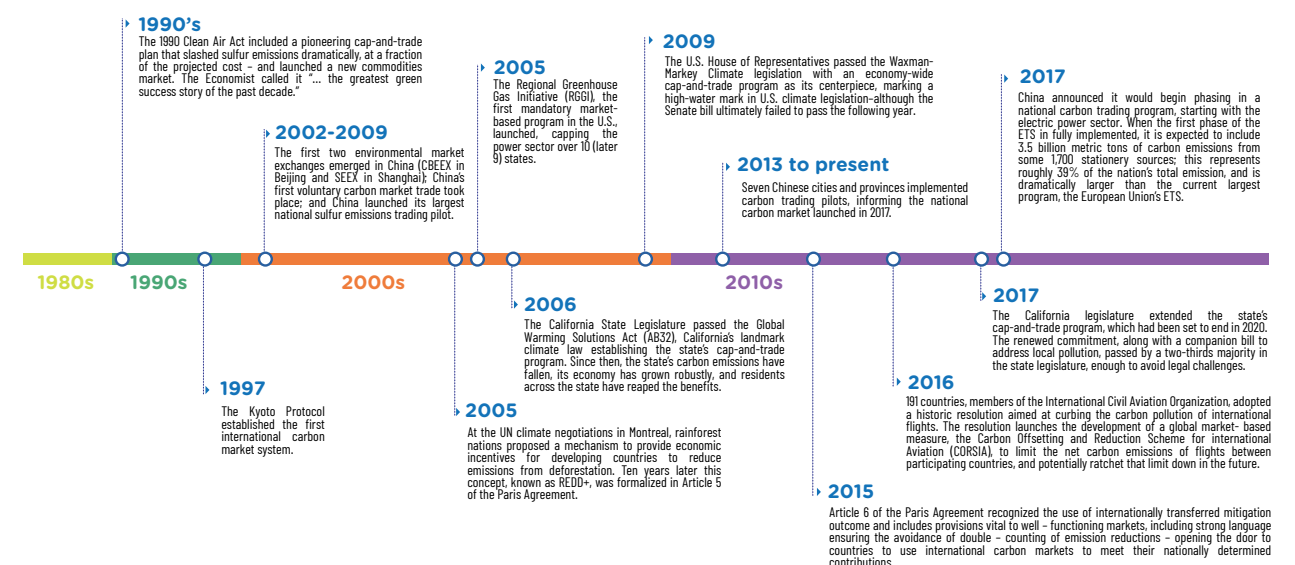 1990's
The 1990 Clean Air Act included a pioneering cap-and-trade
plan that slashed sulfur emissions dramatically, at a fraction
of the projected cost – and launched a new commodities
market. The Economist called it "... the greatest green
success story of the past decade."
2002-2009
The first two environmental market
exchanges emerged in China (CBEEX in
Beijing and SEEX in Shanghai); China's
first voluntary carbon market trade took
place; and China launched its largest
national sulfur emissions trading pilot.
2005
The Regional Greenhouse
Gas Initiative (RGGI), the
first mandatory market-
based program in the U.S.,
launched, capping the
power sector over 10 (later
9) states.
2009
The U.S. House of Representatives passed the Waxman-
Markey Climate legislation with an economy-wide
cap-and-trade program as its centerpiece, marking a
high-water mark in U.S. climate legislation–although the
Senate bill ultimately failed to pass the following year.
2013 to present
Seven Chinese cities and provinces implemented
carbon trading pilots, informing the national
carbon market launched in 2017.
2017
China announced it would begin phasing in a
national carbon trading program, starting with the
electric power sector. When the first phase of the
ETS in fully implemented, it is expected to include
3.5 billion metric tons of carbon emissions from
some 1,700 stationery sources; this represents
roughly 39% of the nation's total emission, and is
dramatically larger than the current largest
program, the European Union's ETS.
1980s
1990s
2000s
2010s
1997
The Kyoto Protocol
established the first
international carbon
market system.
2005
At the UN climate negotiations in Montreal, rainforest
nations proposed a mechanism to provide economic
incentives for developing countries to reduce
emissions from deforestation. Ten years later this
concept, known as REDD+, was formalized in Article 5
of the Paris Agreement.
2006
The California State Legislature passed the Global
Warming Solutions Act (AB32), California's landmark
climate law establishing the state's cap-and-trade
program. Since then, the state's carbon emissions have
fallen, its economy has grown robustly, and residents
across the state have reaped the benefits.
2017
The California legislature extended the state's
cap-and-trade program, which had been set to end in 2020.
The renewed commitment, along with a companion bill to
address local pollution, passed by a two-thirds majority in
the state legislature, enough to avoid legal challenges.
2016
191 countries, members of the International Civil Aviation Organization, adopted
a historic resolution aimed at curbing the carbon pollution of international
flights. The resolution launches the development of a global market- based
measure, the Carbon Offsetting and Reduction Scheme for international
Aviation (CORSIA), to limit the net carbon emissions of flights between
participating countries, and potentially ratchet that limit down in the future.
2015
Article 6 of the Paris Agreement recognized the use of internationally transferred mitigation
outcome and includes provisions vital to well – functioning markets, including strong language
ensuring the avoidance of double – counting of emission reductions – opening the door to
countries to use international carbon markets to meet their nationally determined
contributions.